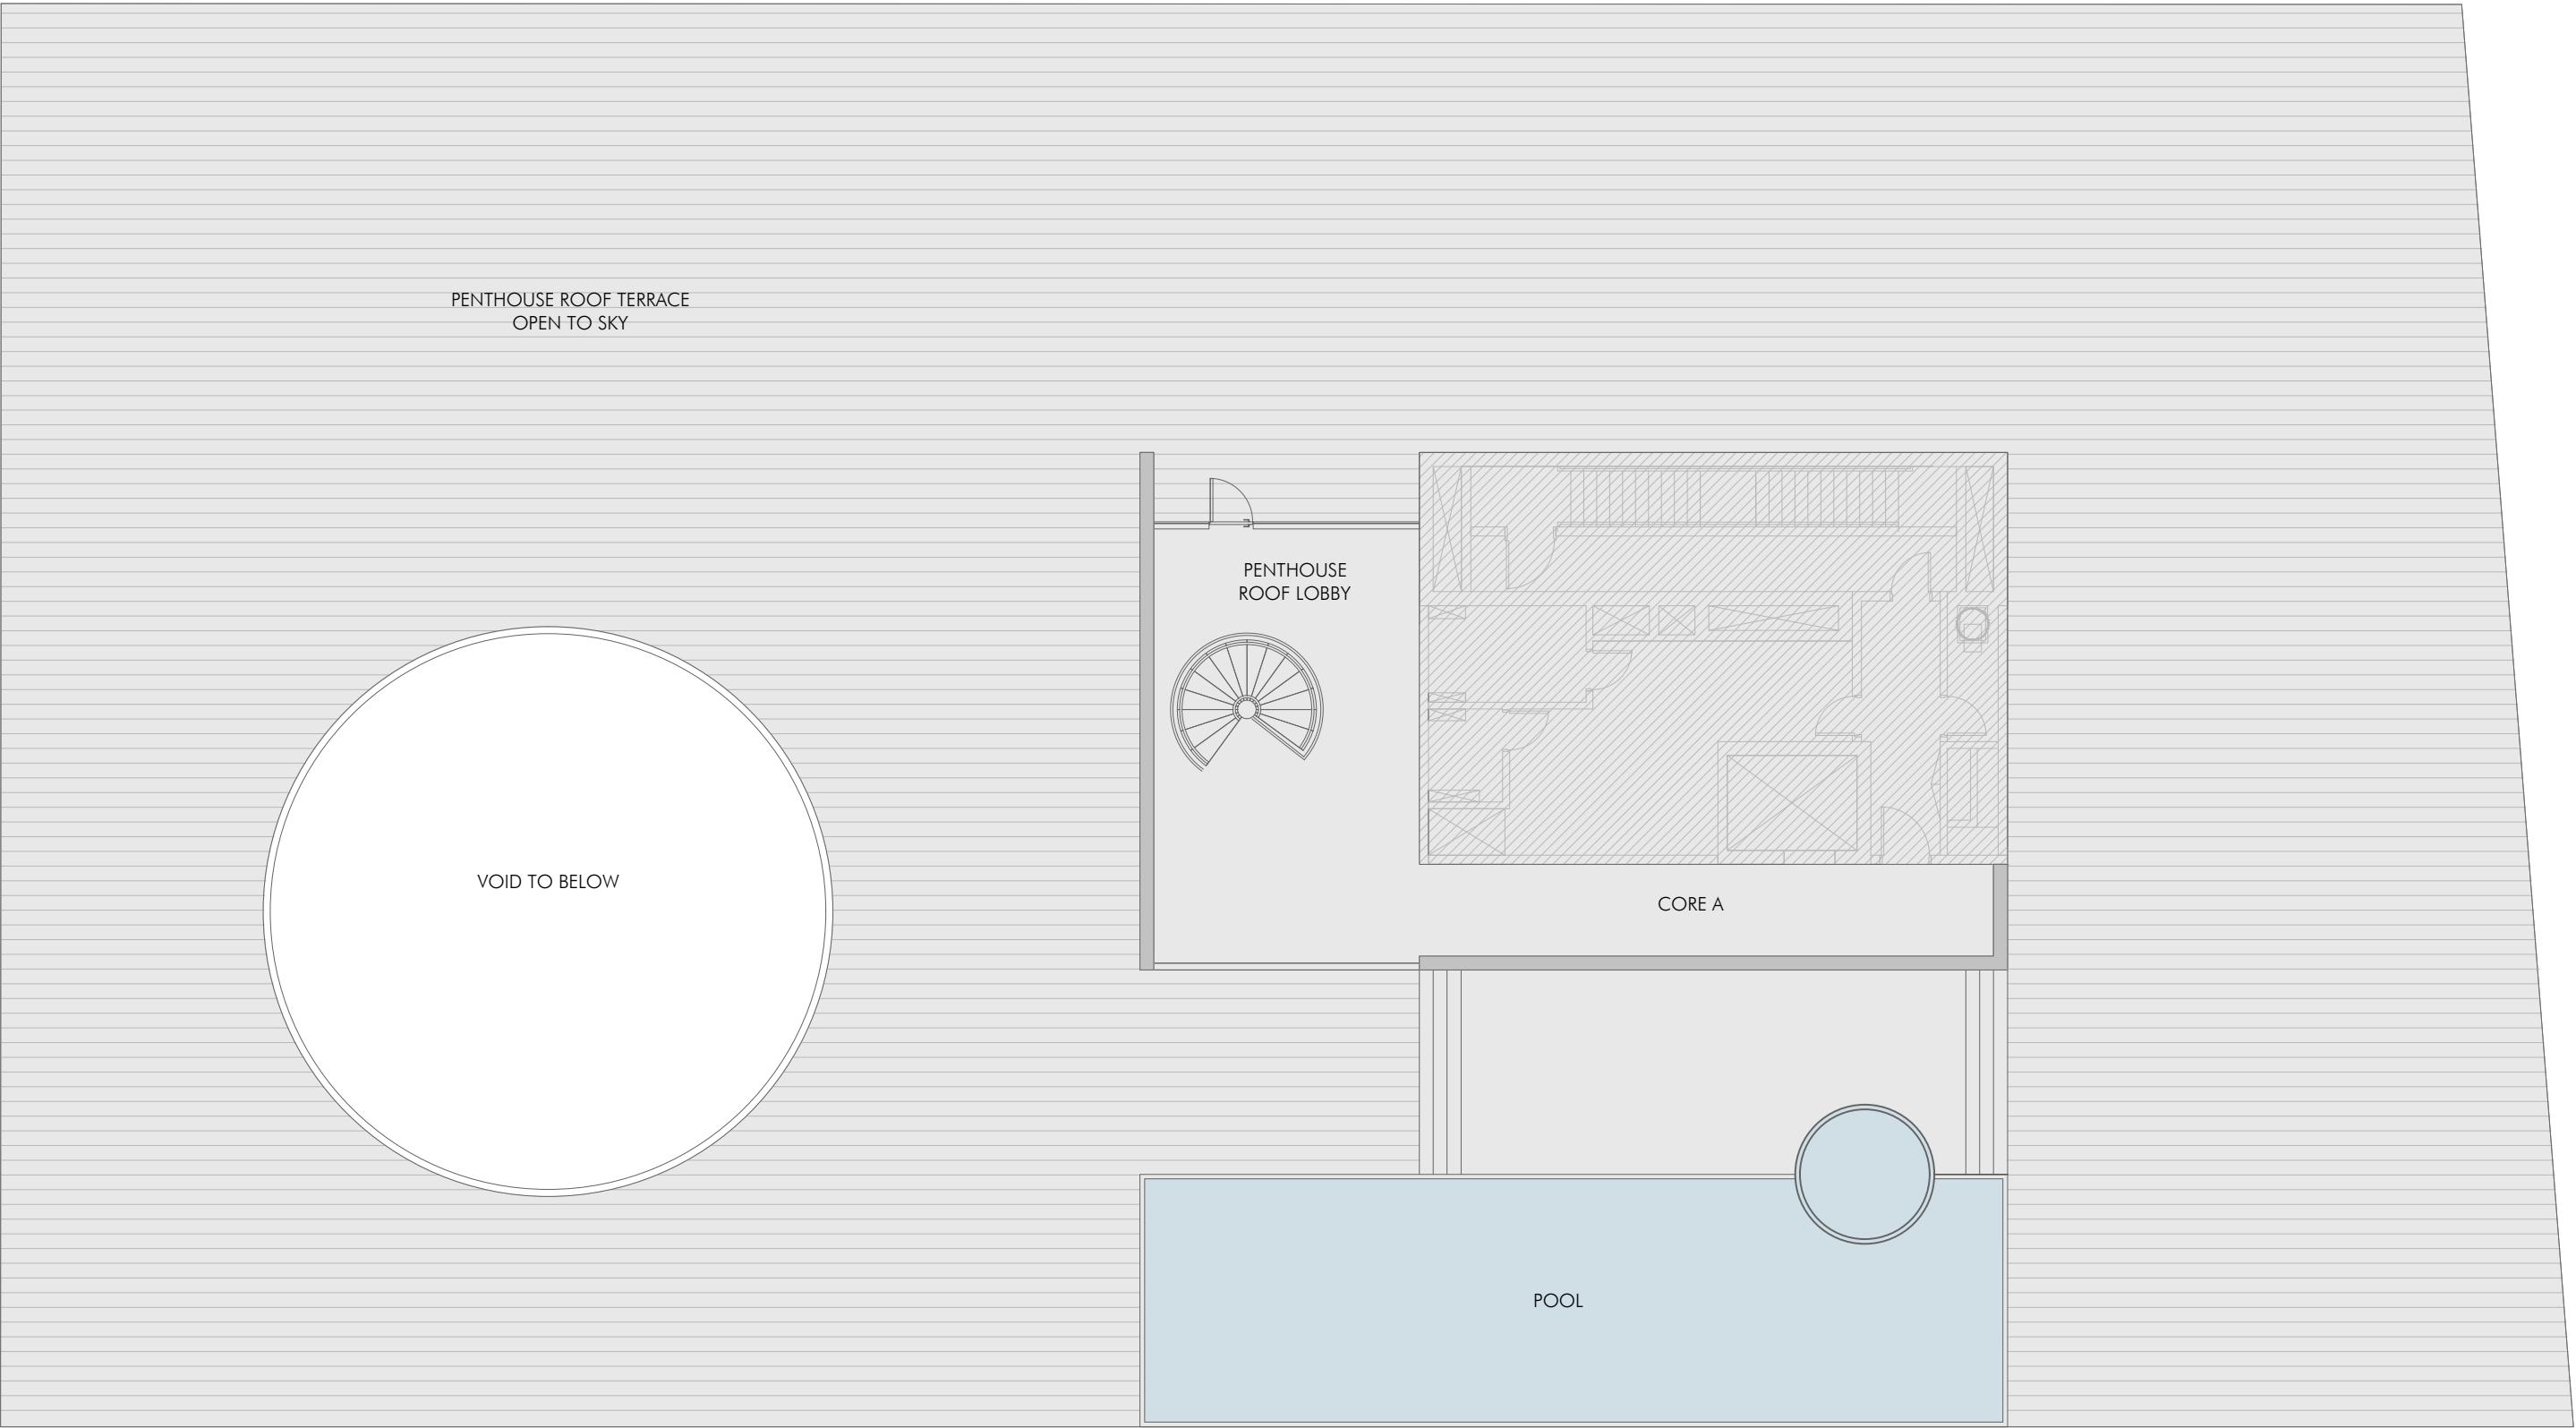 PENTHOUSE ROOF TERRACE
OPEN TO SKY
PENTHOUSE
ROOF LOBBY
VOID TO BELOW
CORE A
POOL